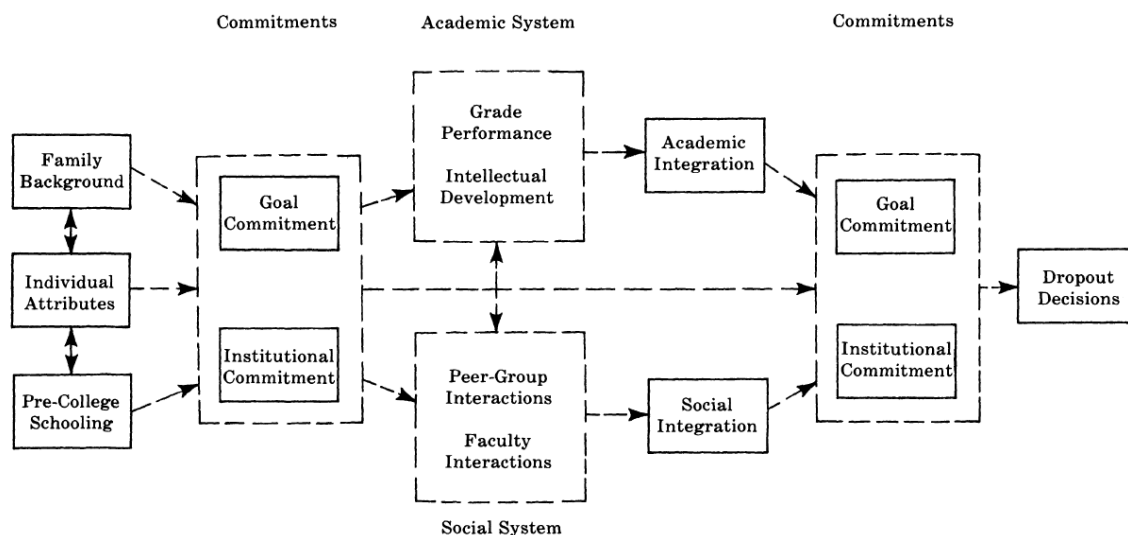 Commitments
Academic System
Commitments
Family
Background
Individual
Attributes
Pre-College
Schooling
Goal
Commitment
Institutional
Commitment
Grade
Performance
Intellectual
Development
Peer-Group
Interactions
Faculty
Interactions
Social System
Academic
Integration
Social
Integration
Goal
Commitment
Institutional
Commitment
Dropout
Decisions